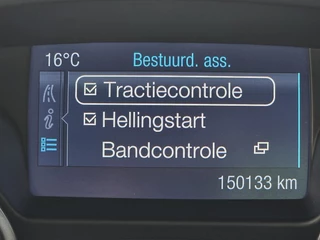 16°C Bestuurd. ass.
Tractiecontrole
Hellingstart
Bandcontrole
150133 km